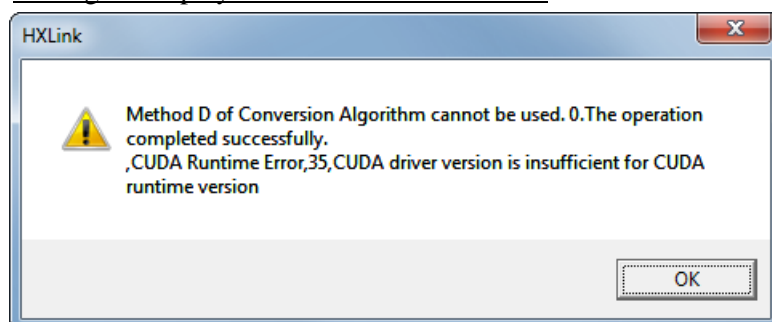 HXLink
Method D of Conversion Algorithm cannot be used. 0.The operation
completed successfully.
,CUDA Runtime Error,35,CUDA driver version is insufficient for CUDA
runtime version
OK